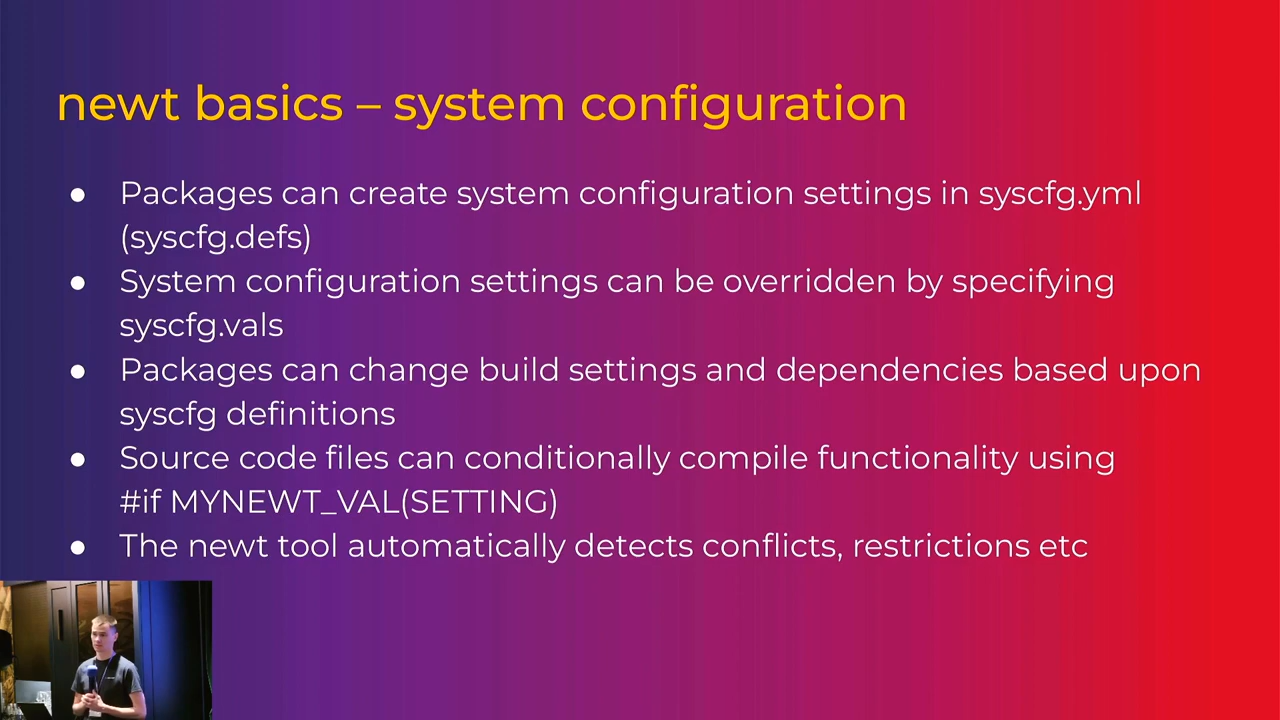 newt basics – system configuration
● Packages can create system configuration settings in syscfg.yml
(syscfg.defs)
● System configuration settings can be overridden by specifying
syscfg.vals
● Packages can change build settings and dependencies based upon
syscfg definitions
● Source code files can conditionally compile functionality using
#if MYNEWT_VAL(SETTING)
● The newt tool automatically detects conflicts, restrictions etc